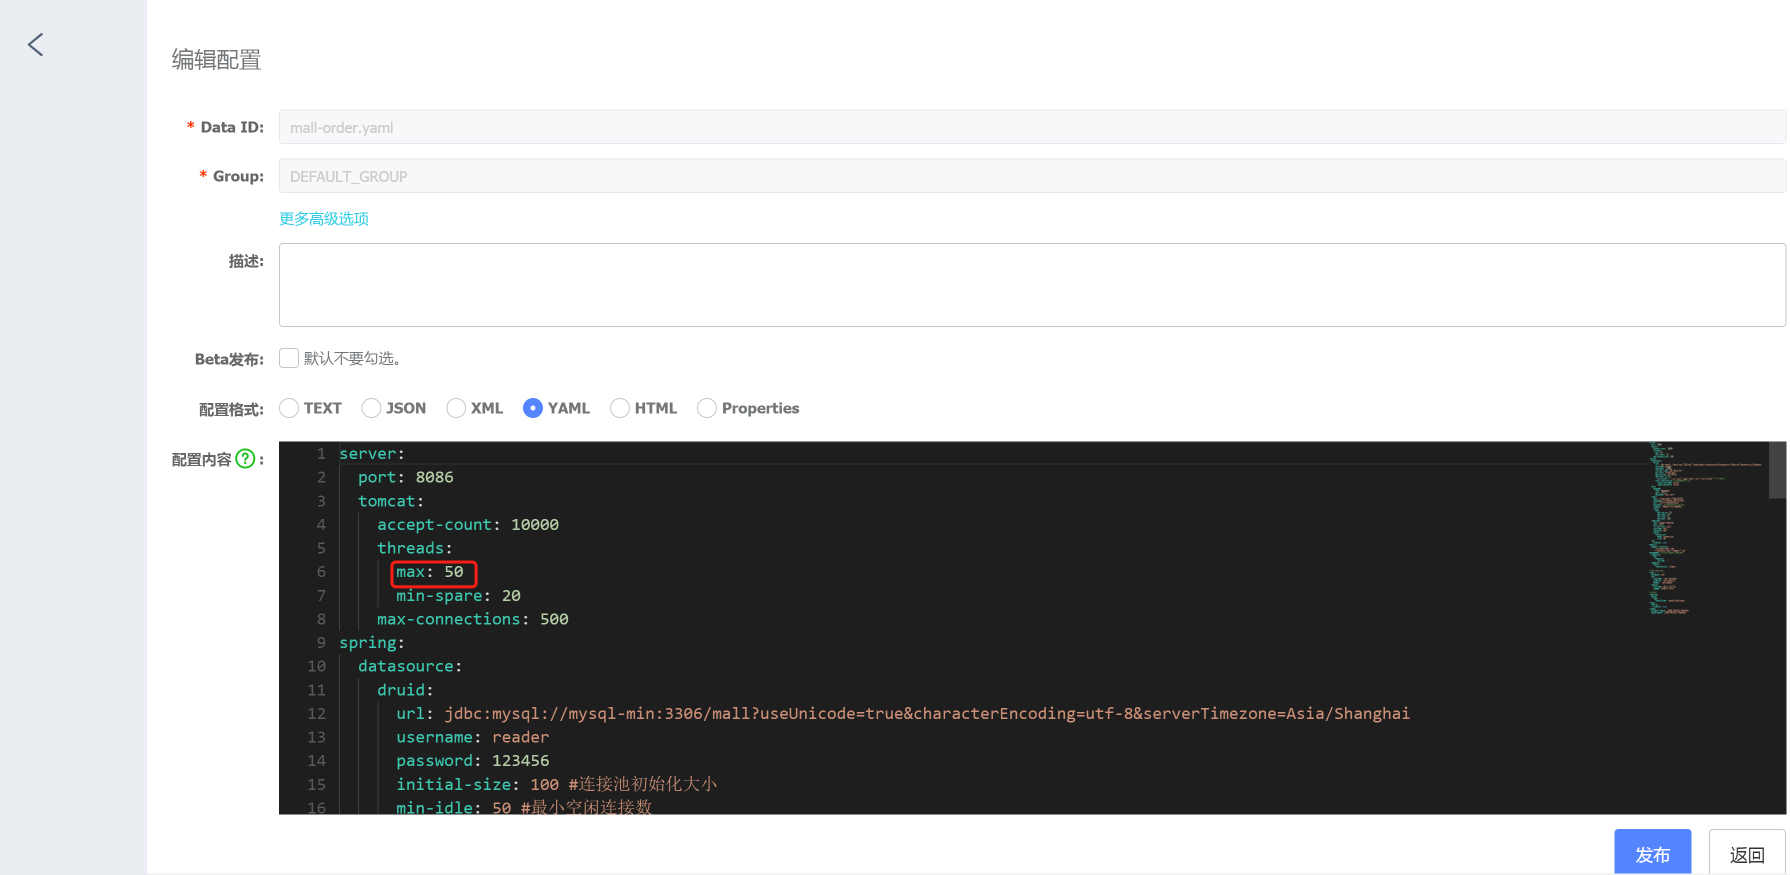 编辑配置
* Data ID: mall-order.yaml
* Group: DEFAULT_GROUP
更多高级选项
描述:
Beta发布: 默认不要勾选。
配置格式: TEXT JSON XML YAML HTML Properties
配置内容 ? :
1 server:
2 port: 8086
3 tomcat:
4 accept-count: 10000
5 threads:
6 max: 50
7 min-spare: 20
8 max-connections: 500
9 spring:
10 datasource:
11 druid:
12 url: jdbc:mysql://mysql-min:3306/mall?useUnicode=true&characterEncoding=utf-8&serverTimezone=Asia/Shanghai
13 username: reader
14 password: 123456
15 initial-size: 100 #连接池初始化大小
16 min-idle: 50 #最小空闲连接数
发布 返回